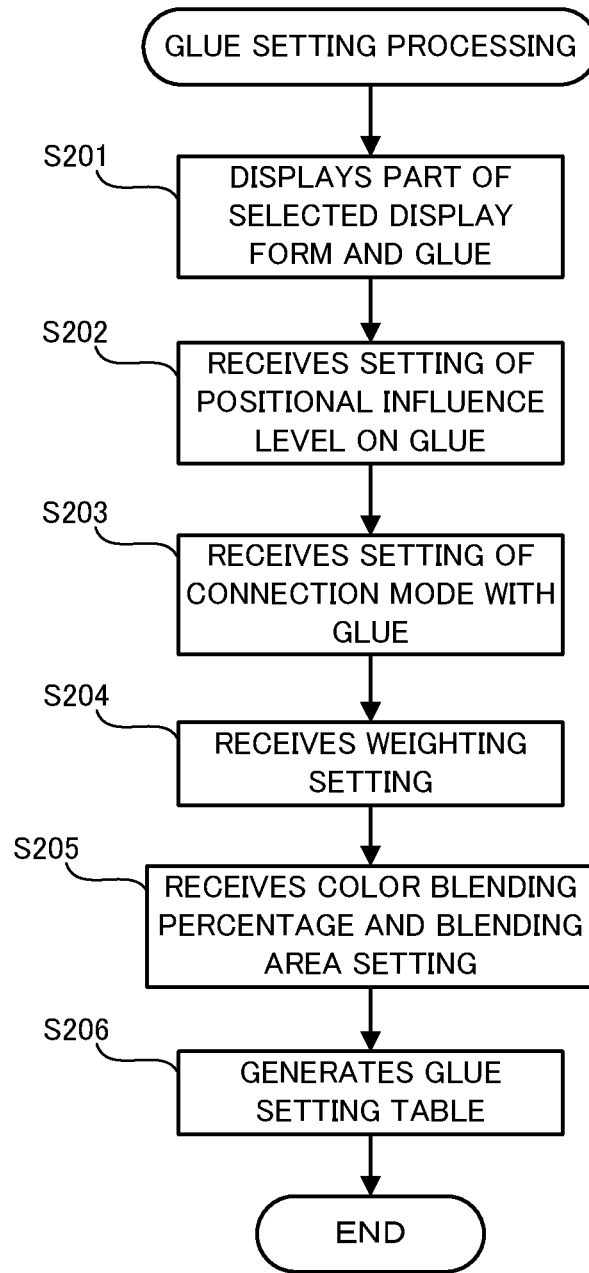 GLUE SETTING PROCESSING
S201
DISPLAYS PART OF
SELECTED DISPLAY
FORM AND GLUE
S202
RECEIVES SETTING OF
POSITIONAL INFLUENCE
LEVEL ON GLUE
S203
RECEIVES SETTING OF
CONNECTION MODE WITH
GLUE
S204
RECEIVES WEIGHTING
SETTING
S205
RECEIVES COLOR BLENDING
PERCENTAGE AND BLENDING
AREA SETTING
S206
GENERATES GLUE
SETTING TABLE
END